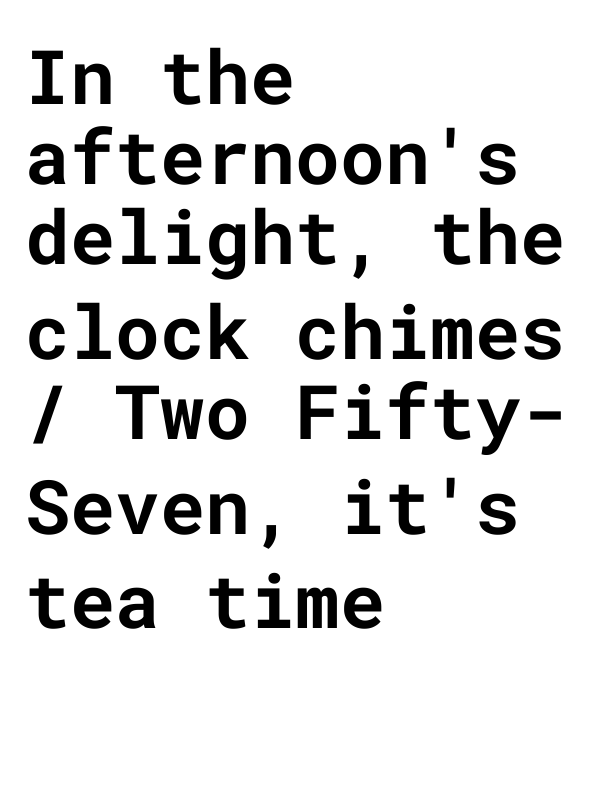 In the
afternoon's
delight, the
clock chimes
/ Two Fifty-
Seven, it's
tea time